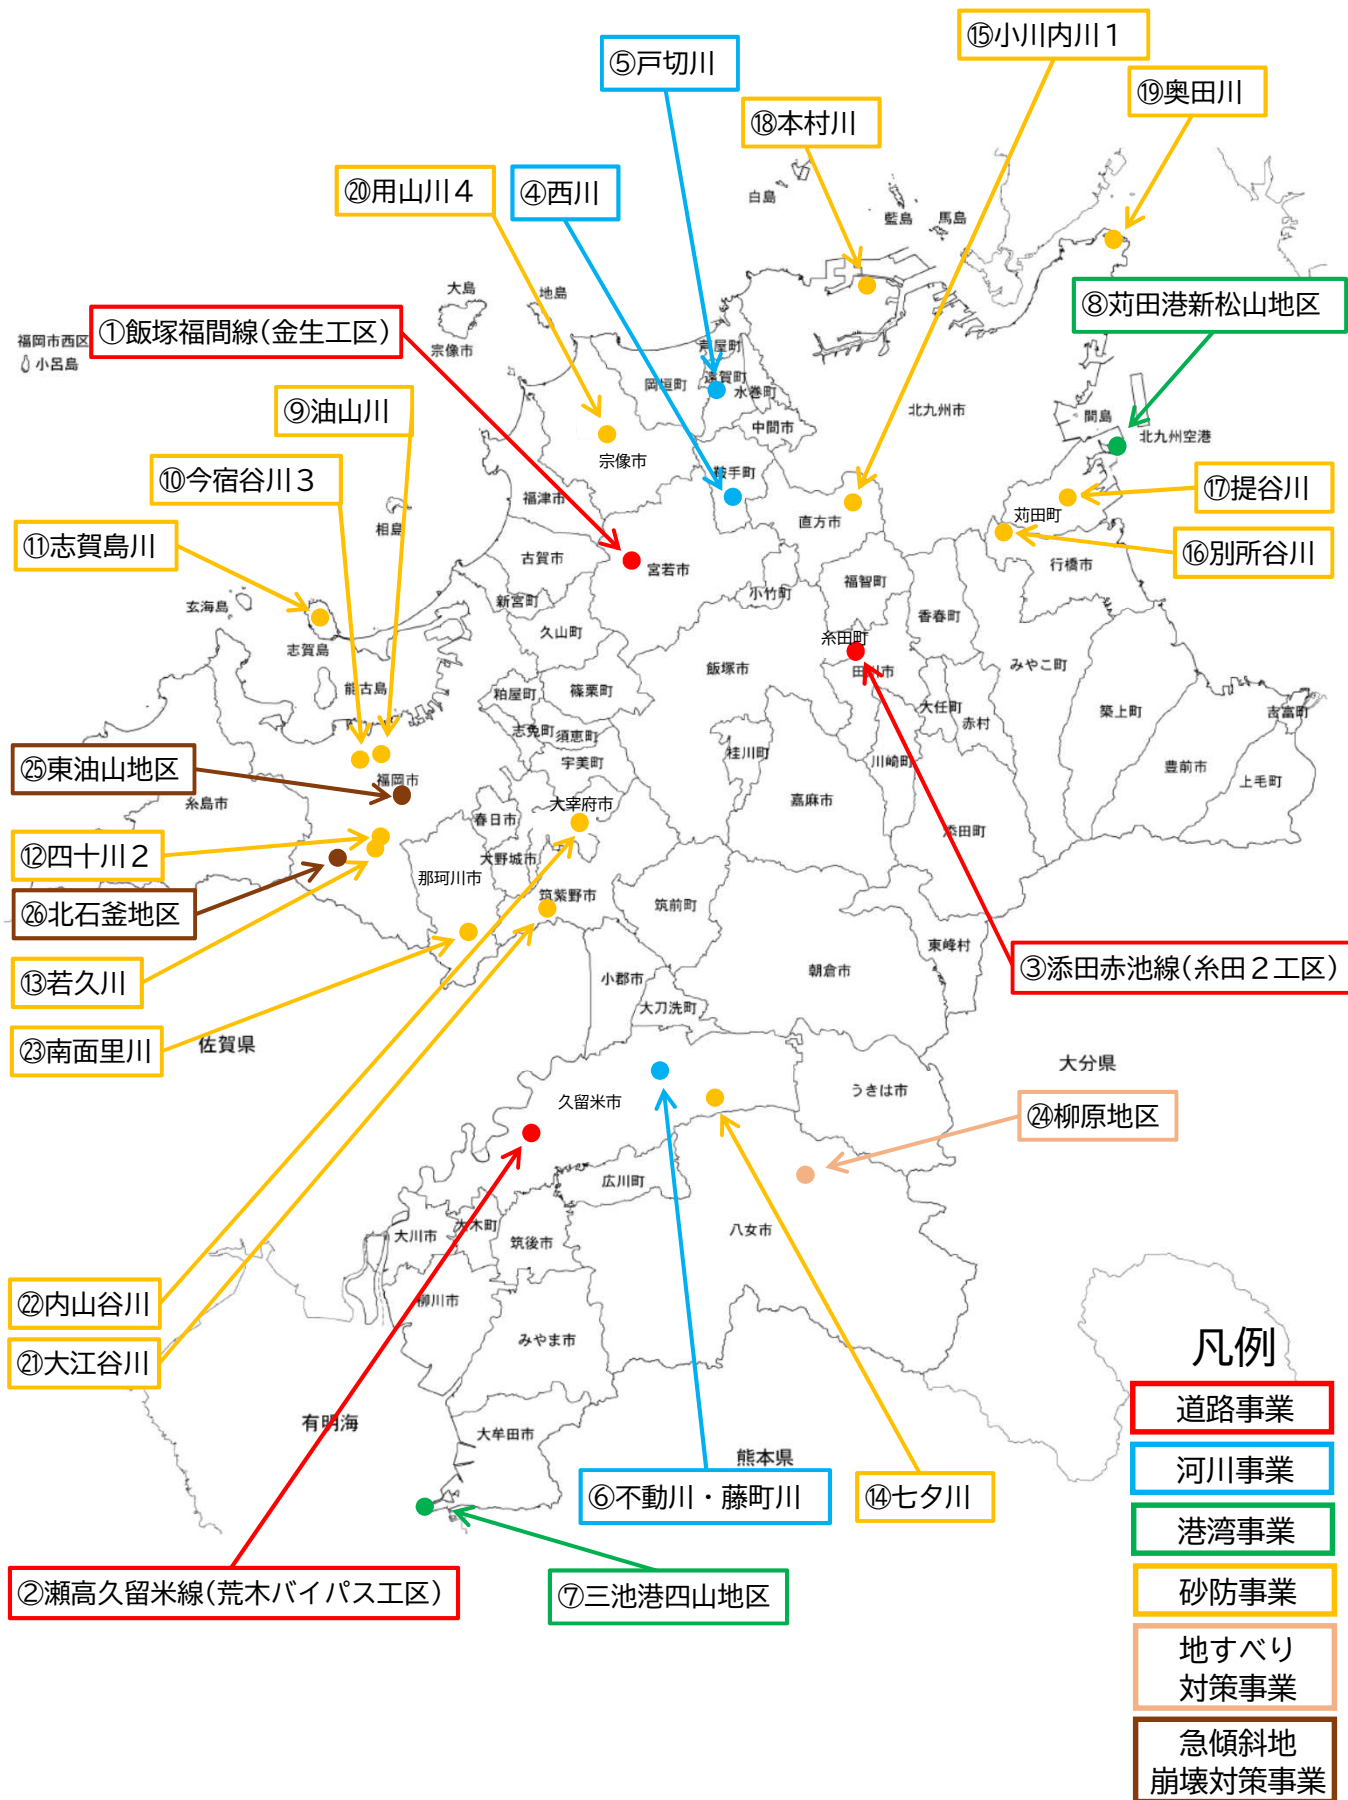 ⑮小川内川１
⑤戸切川
⑲奥田川
⑱本村川
⑳用山川４
④西川
白島
藍島
馬島
大島
地島
⑧苅田港新松山地区
①飯塚福間線(金生工区)
福岡市西区
小呂島
宗像市
芦屋町
遠賀町
岡垣町
水巻町
北九州市
間島
北九州空港
⑨油山川
中間市
宗像市
⑩今宿谷川３
鞍手町
⑰提谷川
福津市
相島
直方市
苅田町
⑪志賀島川
古賀市
宮若市
⑯別所谷川
行橋市
福智町
小竹町
新宮町
玄海島
香春町
久山町
志賀島
糸田町
みやこ町
飯塚市
田川市
能古島
粕屋町
篠栗町
大任町
赤村
築上町
吉富町
志免町
須恵町
桂川町
川崎町
宇美町
豊前市
上毛町
㉕東油山地区
福岡市
糸島市
大宰府市
嘉麻市
春日市
添田町
⑫四十川２
大野城市
那珂川市
筑紫野市
筑前町
㉖北石釜地区
東峰村
③添田赤池線(糸田２工区)
朝倉市
小郡市
⑬若久川
大刀洗町
㉓南面里川
佐賀県
大分県
うきは市
久留米市
㉔柳原地区
広川町
大川市
大木町
筑後市
八女市
㉒内山谷川
柳川市
みやま市
㉑大江谷川
有明海
大牟田市
熊本県
⑥不動川・藤町川
⑭七夕川
②瀬高久留米線(荒木バイパス工区)
⑦三池港四山地区
凡例
道路事業
河川事業
港湾事業
砂防事業
地すべり
対策事業
急傾斜地
崩壊対策事業